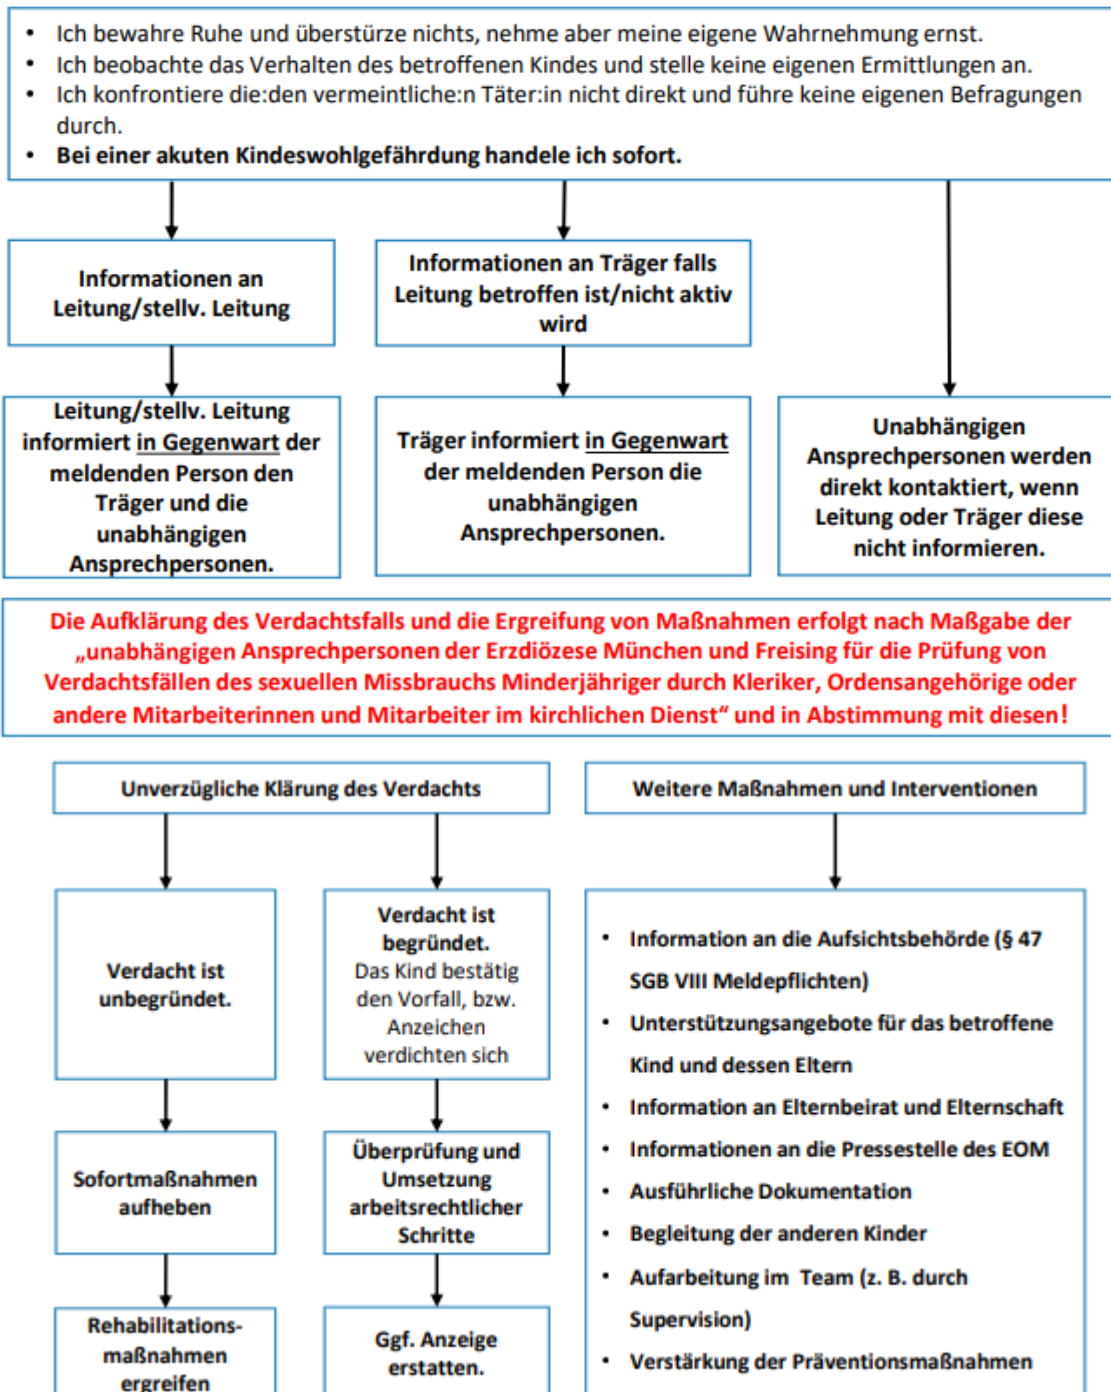 • Ich bewahre Ruhe und überstürze nichts, nehme aber meine eigene Wahrnehmung ernst.
• Ich beobachte das Verhalten des betroffenen Kindes und stelle keine eigenen Ermittlungen an.
• Ich konfrontiere die:den vermeintliche:n Täter:in nicht direkt und führe keine eigenen Befragungen
durch.
• Bei einer akuten Kindeswohlgefährdung handele ich sofort.
Informationen an
Leitung/stellv. Leitung
Informationen an Träger falls
Leitung betroffen ist/nicht aktiv
wird
Leitung/stellv. Leitung
informiert in Gegenwart der
meldenden Person den
Träger und die
unabhängigen
Ansprechpersonen.
Träger informiert in Gegenwart
der meldenden Person die
unabhängigen
Ansprechpersonen.
Unabhängigen
Ansprechpersonen werden
direkt kontaktiert, wenn
Leitung oder Träger diese
nicht informieren.
Die Aufklärung des Verdachtsfalls und die Ergreifung von Maßnahmen erfolgt nach Maßgabe der
„unabhängigen Ansprechpersonen der Erzdiözese München und Freising für die Prüfung von
Verdachtsfällen des sexuellen Missbrauchs Minderjähriger durch Kleriker, Ordensangehörige oder
andere Mitarbeiterinnen und Mitarbeiter im kirchlichen Dienst“ und in Abstimmung mit diesen!
Unverzügliche Klärung des Verdachts
Verdacht ist
unbegründet.
Sofortmaßnahmen
aufheben
Rehabilitations-
maßnahmen
ergreifen
Verdacht ist
begründet.
Das Kind bestätig
den Vorfall, bzw.
Anzeichen
verdichten sich
Überprüfung und
Umsetzung
arbeitsrechtlicher
Schritte
Ggf. Anzeige
erstatten.
Weitere Maßnahmen und Interventionen
• Information an die Aufsichtsbehörde (§ 47
SGB VIII Meldepflichten)
• Unterstützungsangebote für das betroffene
Kind und dessen Eltern
• Information an Elternbeirat und Elternschaft
• Informationen an die Pressestelle des EOM
• Ausführliche Dokumentation
• Begleitung der anderen Kinder
• Aufarbeitung im Team (z. B. durch
Supervision)
• Verstärkung der Präventionsmaßnahmen